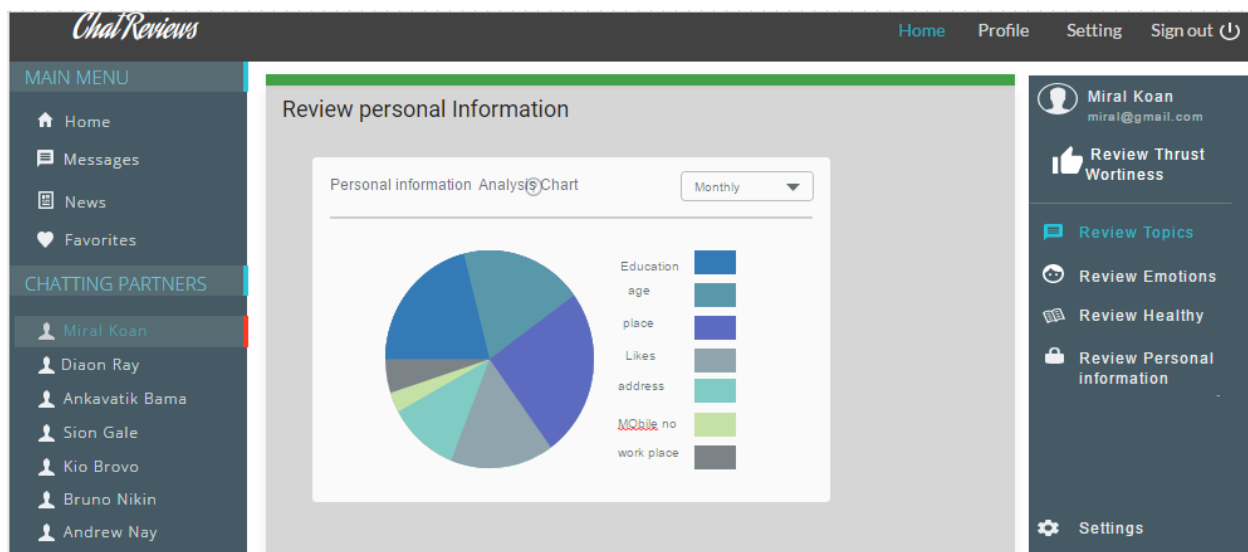 ChatReviews
Home Profile Setting Sign out
MAIN MENU
Home
Messages
News
Favorites
CHATTING PARTNERS
Miral Koan
Diaon Ray
Ankavatik Bama
Sion Gale
Kio Brovo
Bruno Nikin
Andrew Nay
Review personal Information
Personal information Analysis Chart
Monthly
Education
age
place
Likes
address
MObile no
work place
Miral Koan
miral@gmail.com
Review Thrust
Wortiness
Review Topics
Review Emotions
Review Healthy
Review Personal
information
Settings